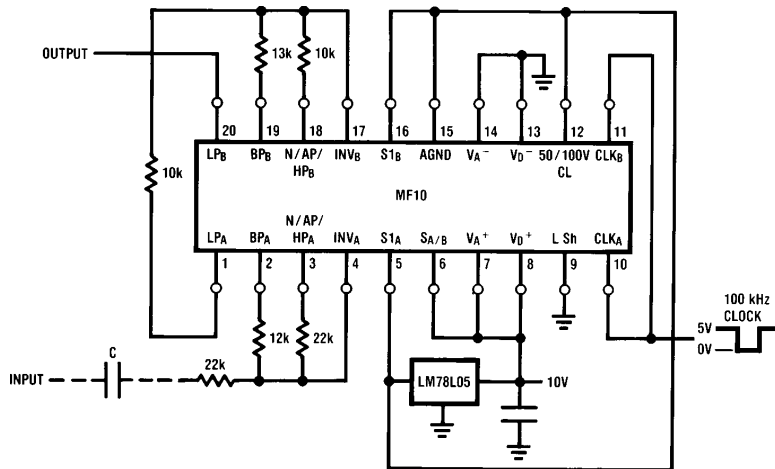 OUTPUT
13k
10k
20
19
18
17
16
15
14
13
12
11
10k
LPB
BPB
N/AP/
HPB
INVB
S1B
AGND
VA−
VD−
50/100V
CL
CLKB
MF10
LPA
BPA
N/AP/
HPA
INVA
S1A
SA/B
VA+
VD+
L Sh
CLKA
1
2
3
4
5
6
7
8
9
10
100 kHz
CLOCK
5V
0V
12k
22k
INPUT
C
22k
LM78L05
10V